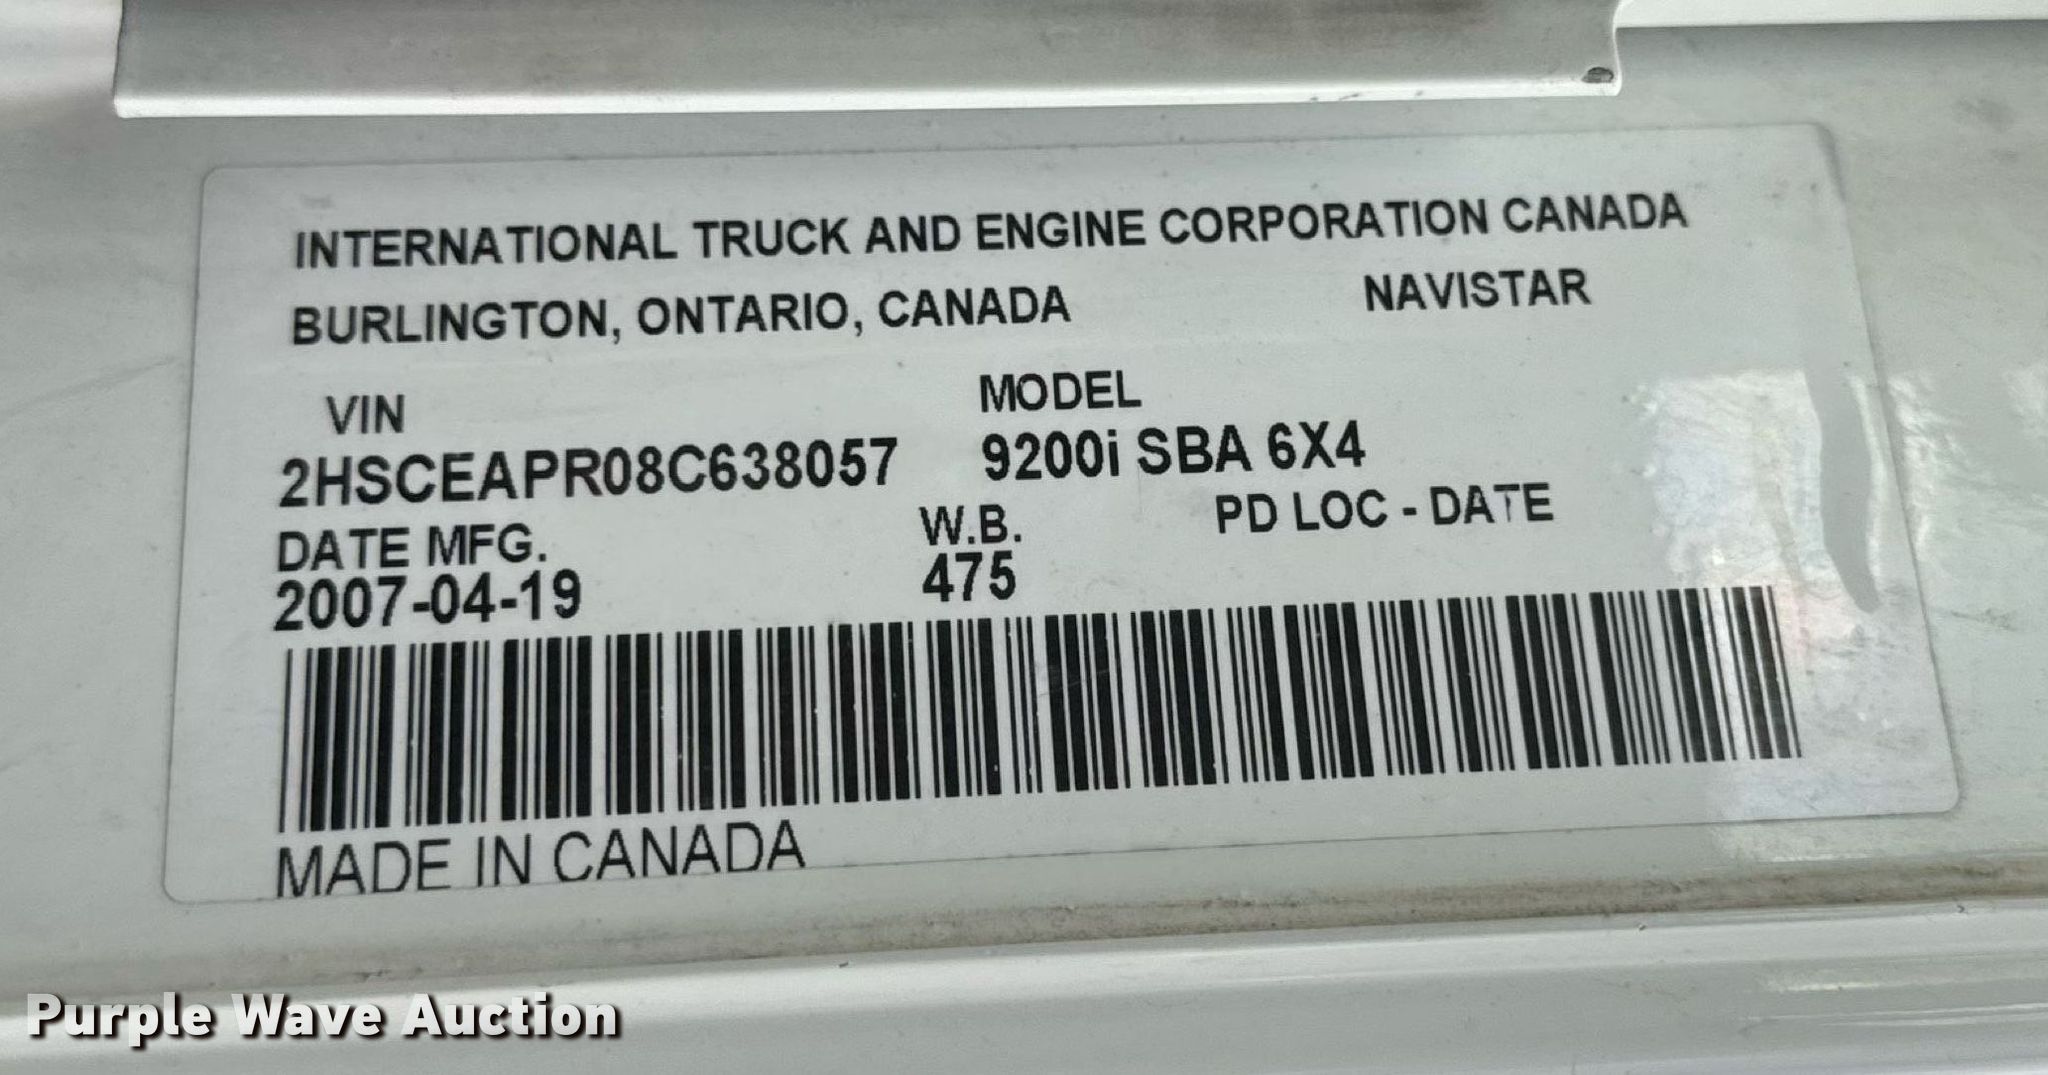 INTERNATIONAL TRUCK AND ENGINE CORPORATION CANADA
BURLINGTON, ONTARIO, CANADA NAVISTAR
VIN MODEL
2HSCEAPR08C638057 9200i SBA 6X4
DATE MFG. W.B. PD LOC - DATE
2007-04-19 475
MADE IN CANADA
Purple Wave Auction